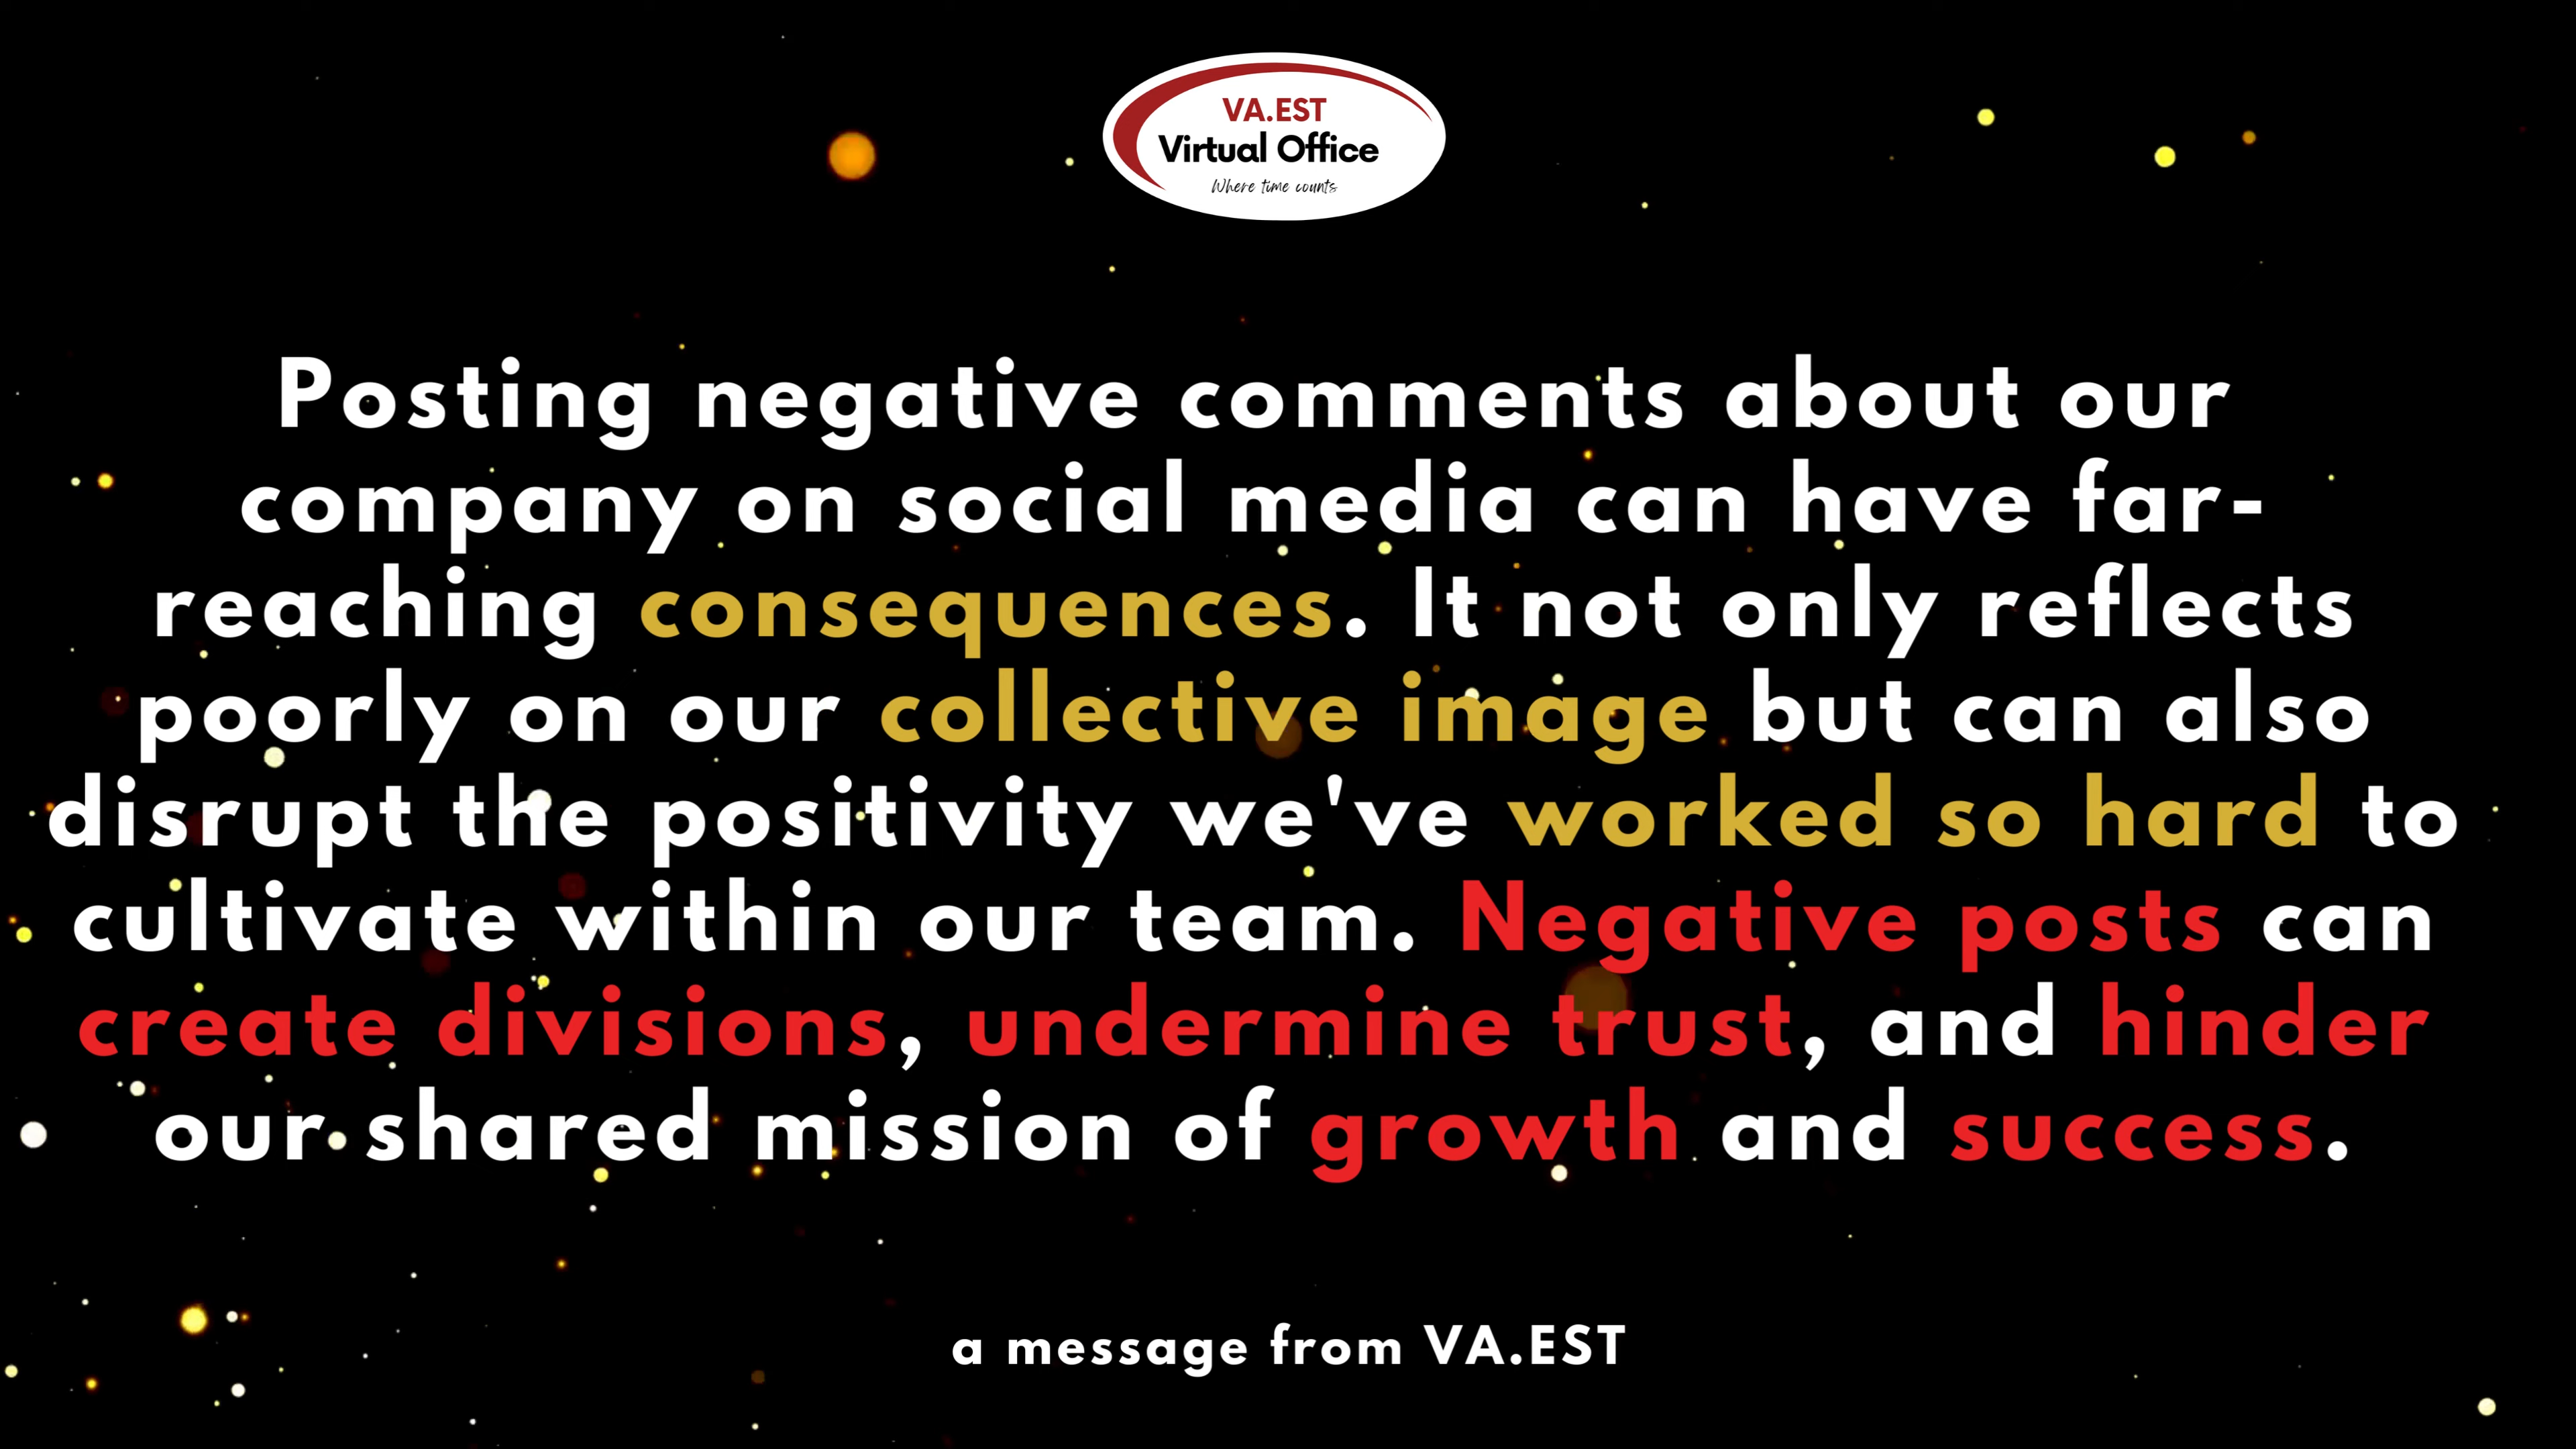 VA.EST
Virtual Office
Where time counts
Posting negative comments about our
company on social media can have far-
reaching consequences. It not only reflects
poorly on our collective image but can also
disrupt the positivity we've worked so hard to
cultivate within our team. Negative posts can
create divisions, undermine trust, and hinder
our shared mission of growth and success.
a message from VA.EST